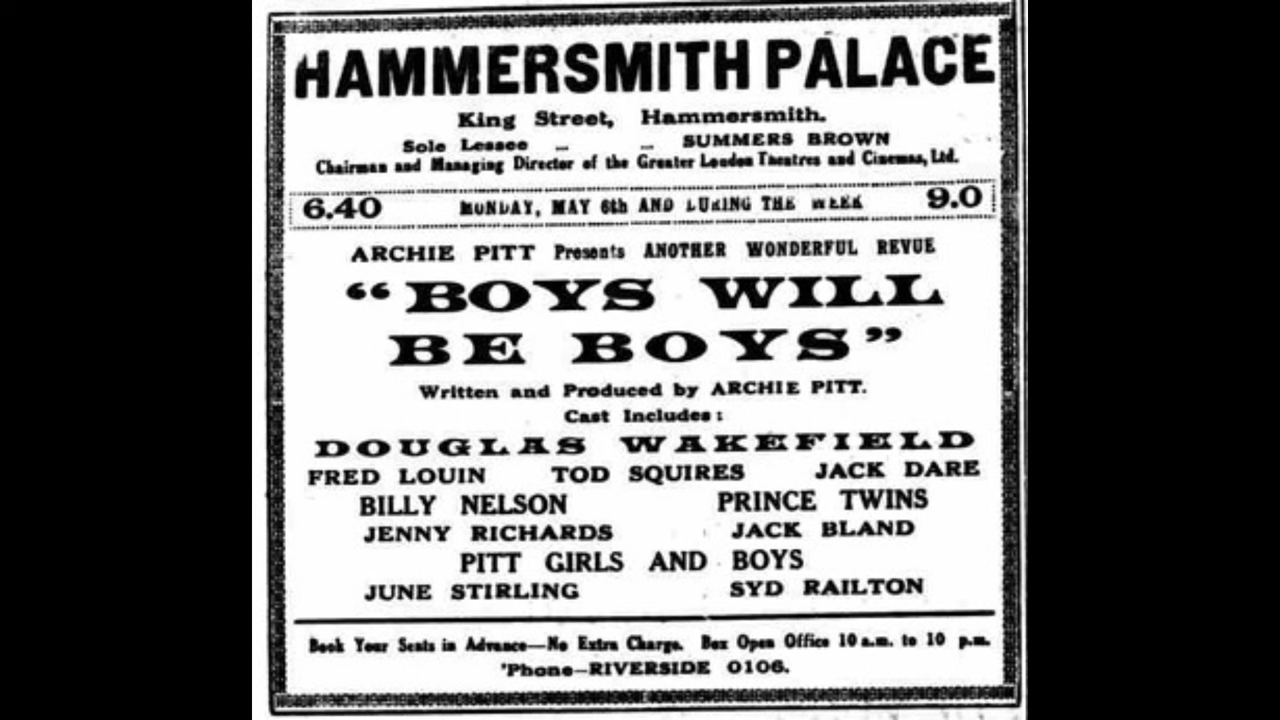 HAMMERSMITH PALACE
King Street, Hammersmith.
Sole Lessee .. .. SUMMERS BROWN
Chairman and Managing Director of the Greater London Theatres and Cinemas, Ltd.
6.40 MONDAY, MAY 6th AND DURING THE WEEK 9.0
ARCHIE PITT Presents ANOTHER WONDERFUL REVUE
“BOYS WILL
BE BOYS”
Written and Produced by ARCHIE PITT.
Cast Includes:
DOUGLAS WAKEFIELD
FRED LOUIN TOD SQUIRES JACK DARE
BILLY NELSON PRINCE TWINS
JENNY RICHARDS JACK BLAND
PITT GIRLS AND BOYS
JUNE STIRLING SYD RAILTON
Book Your Seats in Advance—No Extra Charge. Box Open Office 10 a.m. to 10 p.m.
'Phone—RIVERSIDE 0106.